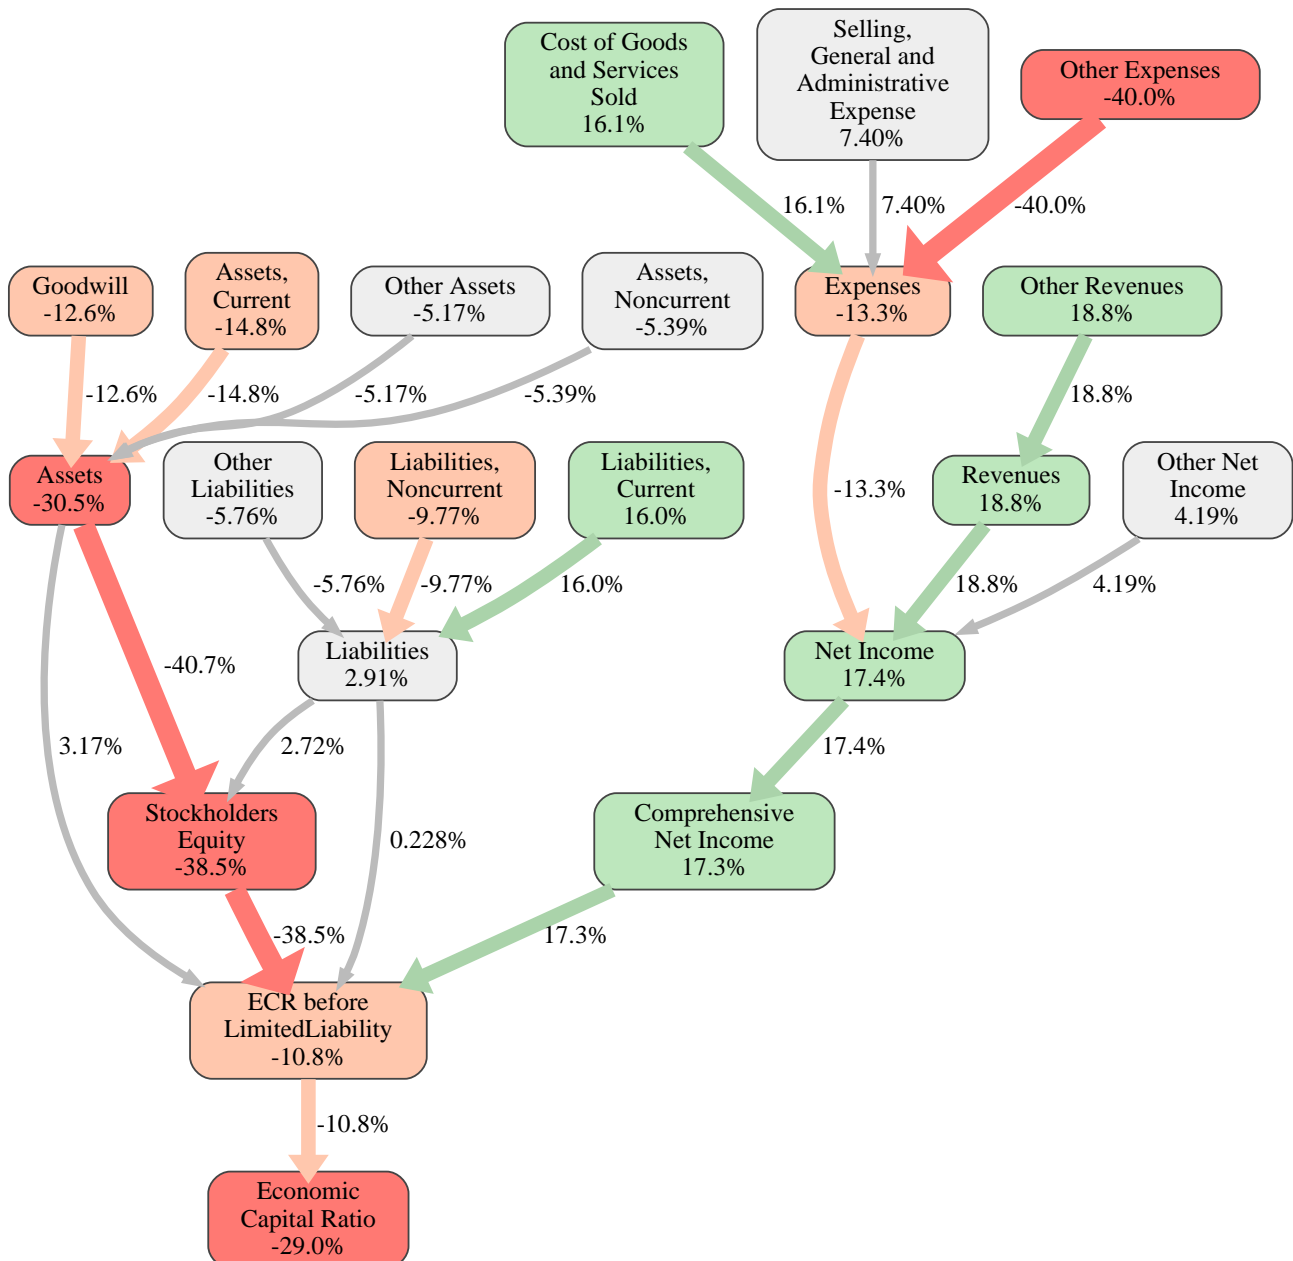 Cost of Goods
and Services
Sold
16.1%
Selling,
General and
Administrative
Expense
7.40%
Other Expenses
-40.0%
16.1%
7.40%
-40.0%
Goodwill
-12.6%
Assets,
Current
-14.8%
Other Assets
-5.17%
Assets,
Noncurrent
-5.39%
Expenses
-13.3%
Other Revenues
18.8%
-12.6%
-14.8%
-5.17%
-5.39%
18.8%
Assets
-30.5%
Other
Liabilities
-5.76%
Liabilities,
Noncurrent
-9.77%
Liabilities,
Current
16.0%
-13.3%
Revenues
18.8%
Other Net
Income
4.19%
-5.76%
-9.77%
16.0%
18.8%
4.19%
-40.7%
Liabilities
2.91%
Net Income
17.4%
3.17%
2.72%
17.4%
Stockholders
Equity
-38.5%
0.228%
Comprehensive
Net Income
17.3%
-38.5%
17.3%
ECR before
LimitedLiability
-10.8%
-10.8%
Economic
Capital Ratio
-29.0%